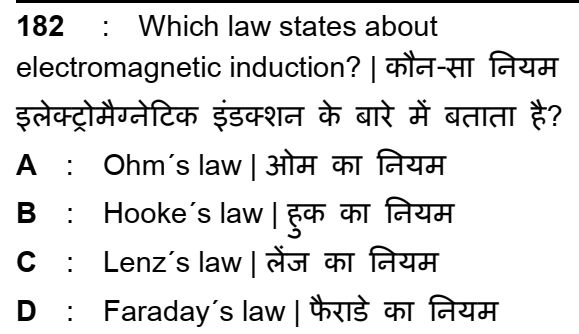 182 : Which law states about
electromagnetic induction? | कौन-सा नियम
इलेक्ट्रोमैग्नेटिक इंडक्शन के बारे में बताता है?
A : Ohm´s law | ओम का नियम
B : Hooke´s law | हुक का नियम
C : Lenz´s law | लेंज का नियम
D : Faraday´s law | फैराडे का नियम